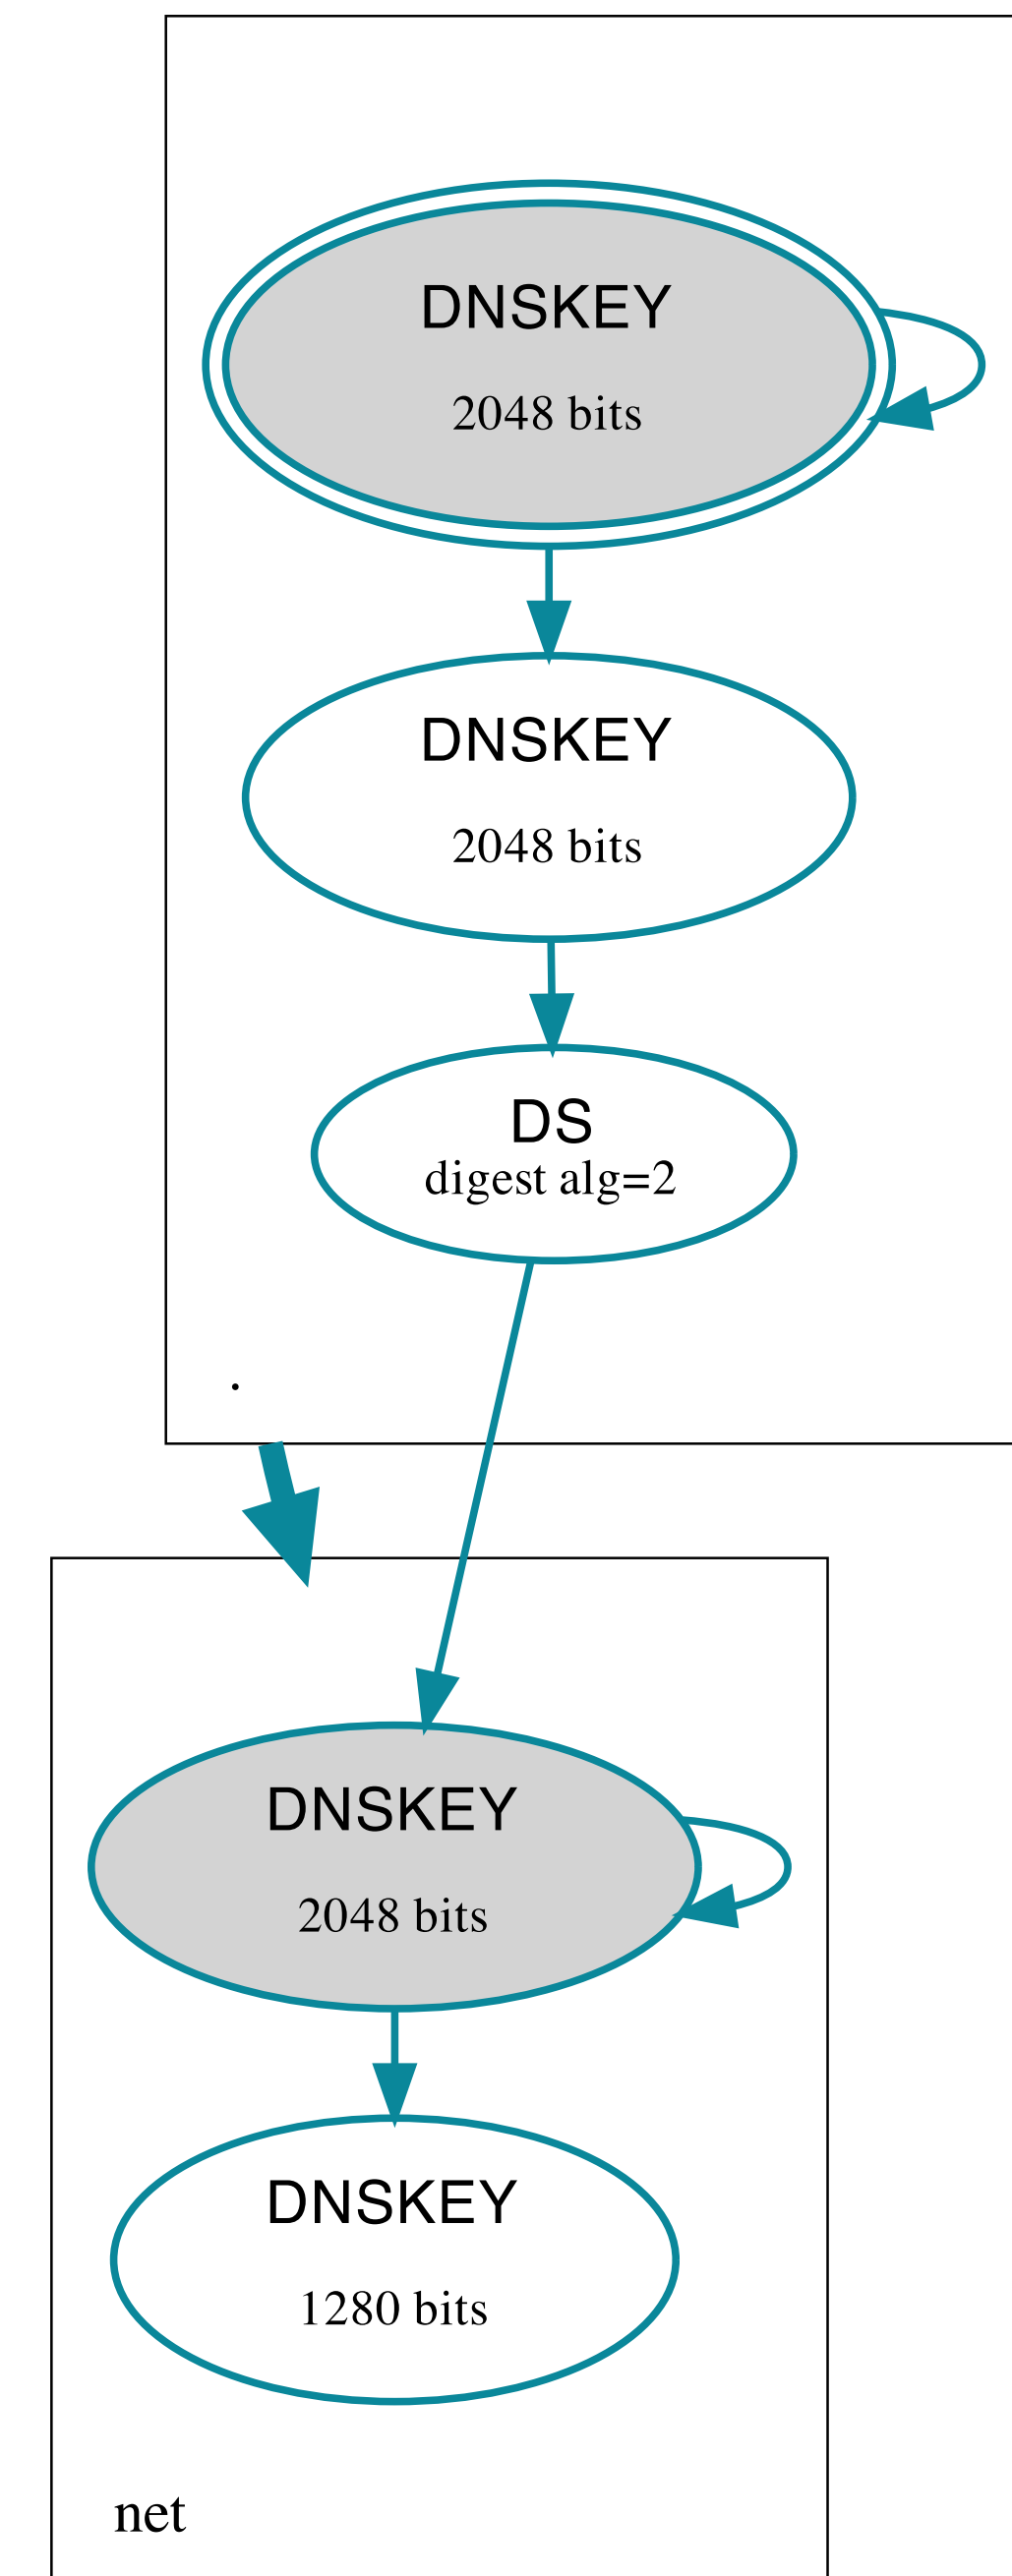 DNSKEY
2048 bits
DNSKEY
2048 bits
DS
digest alg=2
.
DNSKEY
2048 bits
DNSKEY
1280 bits
net